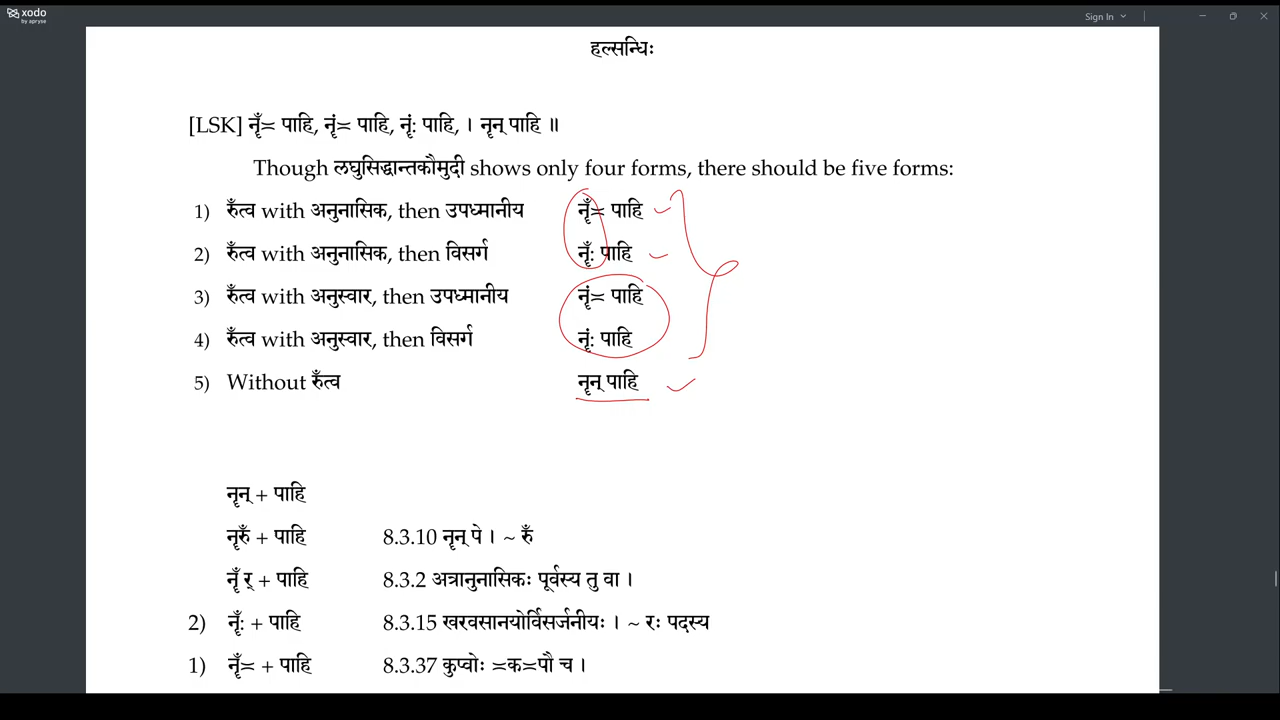 xodo
by apryse
Sign In
हल्सन्धिः
[LSK] नॄँ≍ पाहि, नॄं≍ पाहि, नॄं: पाहि, । नॄन् पाहि ॥
Though लघुसिद्धान्तकौमुदी shows only four forms, there should be five forms:
1) रुँत्व with अनुनासिक, then उपध्मानीय नॄँ≍ पाहि
2) रुँत्व with अनुनासिक, then विसर्ग नॄँ: पाहि
3) रुँत्व with अनुस्वार, then उपध्मानीय नॄं≍ पाहि
4) रुँत्व with अनुस्वार, then विसर्ग नॄं: पाहि
5) Without रुँत्व नॄन् पाहि
नॄन् + पाहि
नॄरुँ + पाहि 8.3.10 नॄन् पे । ~ रुँ
नॄँ र् + पाहि 8.3.2 अत्रानुनासिकः पूर्वस्य तु वा ।
2) नॄँ: + पाहि 8.3.15 खरवसानयोर्विसर्जनीयः । ~ रः पदस्य
1) नॄँ≍ + पाहि 8.3.37 कुप्वोः ≍क≍पौ च ।